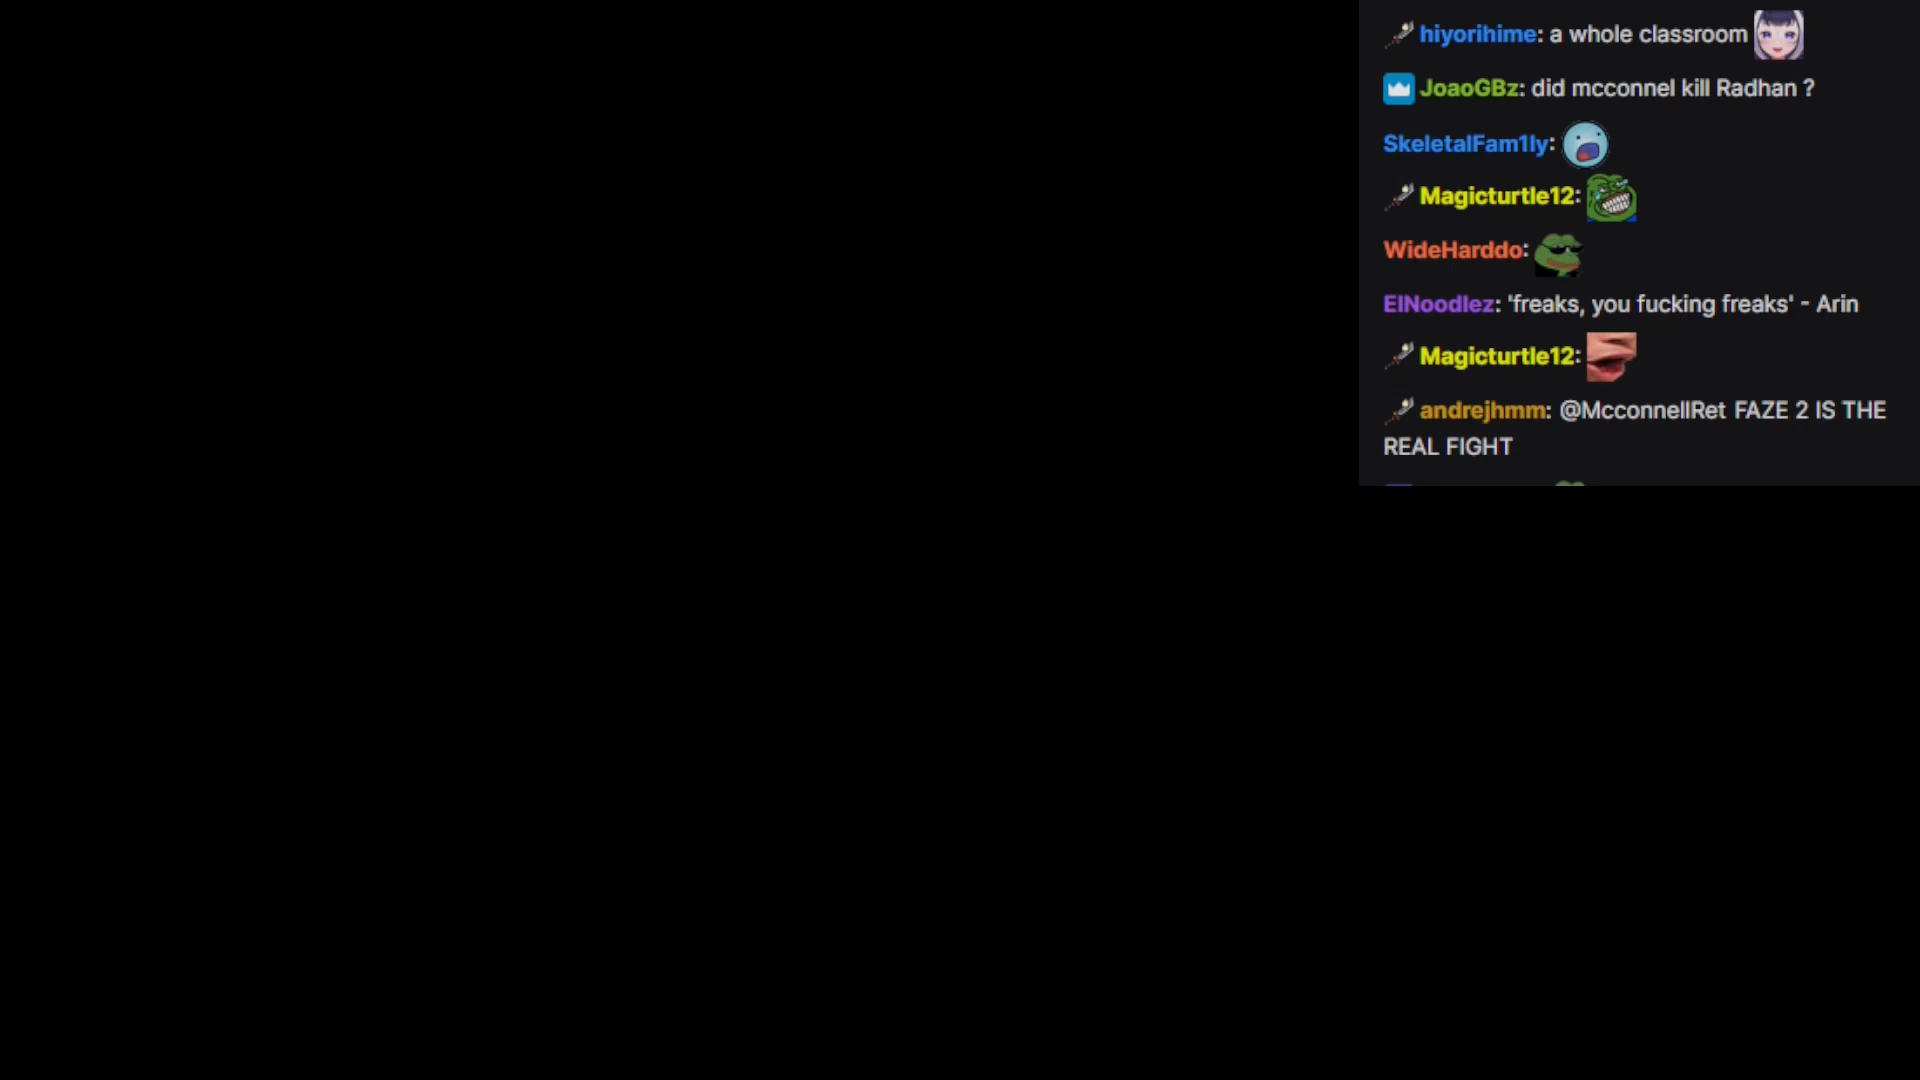 hiyorihime: a whole classroom
JoaoGBz: did mcconnel kill Radhan ?
SkeletalFam1ly:
Magicturtle12:
WideHarddo:
ElNoodlez: 'freaks, you fucking freaks' - Arin
Magicturtle12:
andrejhmm: @McconnellRet FAZE 2 IS THE
REAL FIGHT